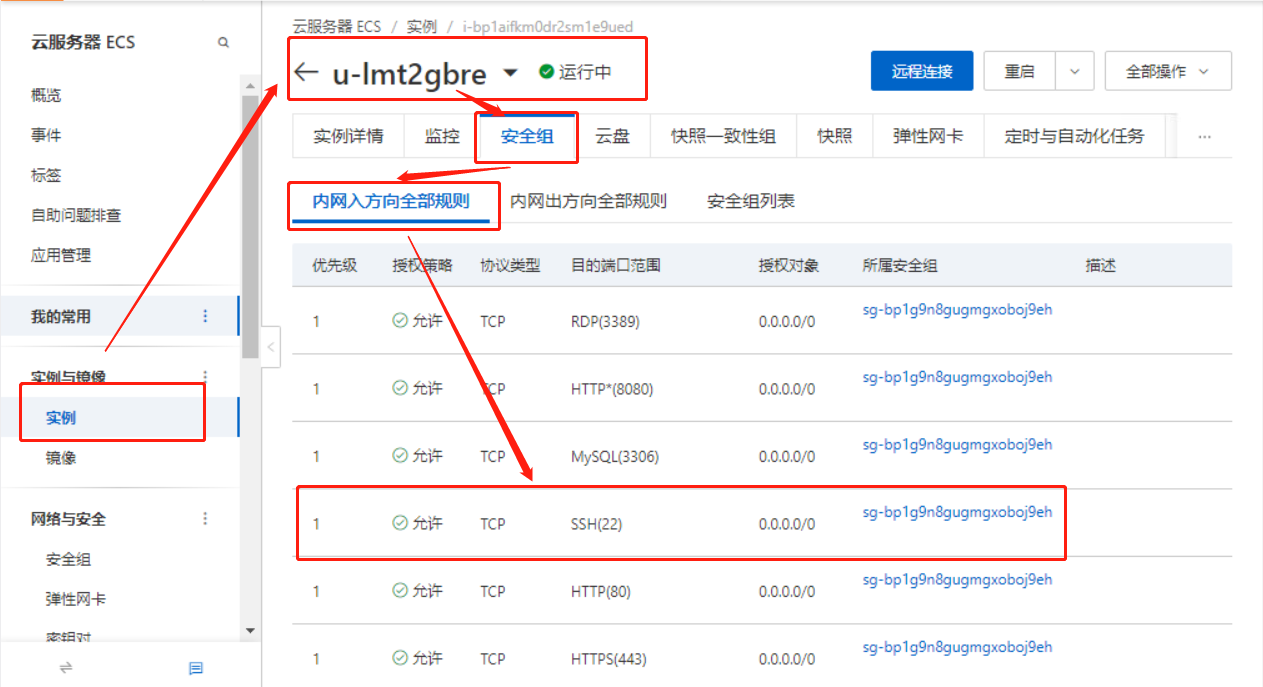 云服务器 ECS
概览
事件
标签
自助问题排查
应用管理
我的常用
实例与镜像
实例
镜像
网络与安全
安全组
弹性网卡
密钥对
云服务器 ECS / 实例 / i-bp1aifkm0dr2sm1e9ued
u-lmt2gbre 运行中
远程连接 重启 全部操作
实例详情 监控 安全组 云盘 快照一致性组 快照 弹性网卡 定时与自动化任务 ...
内网入方向全部规则 内网出方向全部规则 安全组列表
优先级 授权策略 协议类型 目的端口范围 授权对象 所属安全组 描述
1 允许 TCP RDP(3389) 0.0.0.0/0 sg-bp1g9n8gugmgxoboj9eh
1 允许 TCP HTTP*(8080) 0.0.0.0/0 sg-bp1g9n8gugmgxoboj9eh
1 允许 TCP MySQL(3306) 0.0.0.0/0 sg-bp1g9n8gugmgxoboj9eh
1 允许 TCP SSH(22) 0.0.0.0/0 sg-bp1g9n8gugmgxoboj9eh
1 允许 TCP HTTP(80) 0.0.0.0/0 sg-bp1g9n8gugmgxoboj9eh
1 允许 TCP HTTPS(443) 0.0.0.0/0 sg-bp1g9n8gugmgxoboj9eh